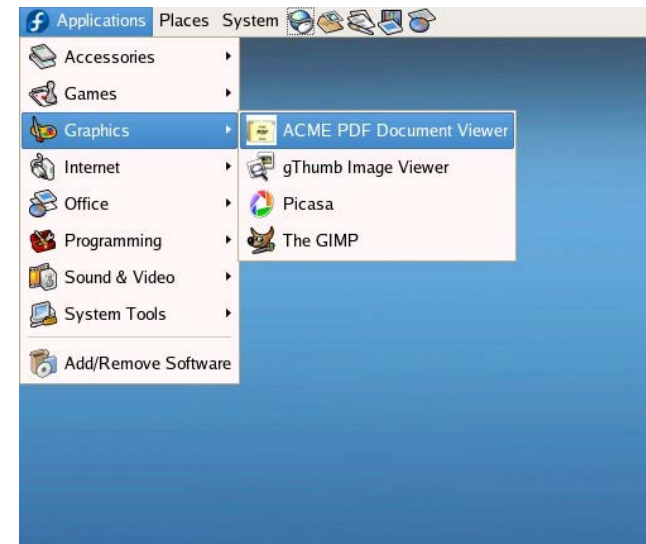 Applications Places System
Accessories
Games
Graphics
Internet
Office
Programming
Sound & Video
System Tools
Add/Remove Software
PDF ACME PDF Document Viewer
gThumb Image Viewer
Picasa
The GIMP